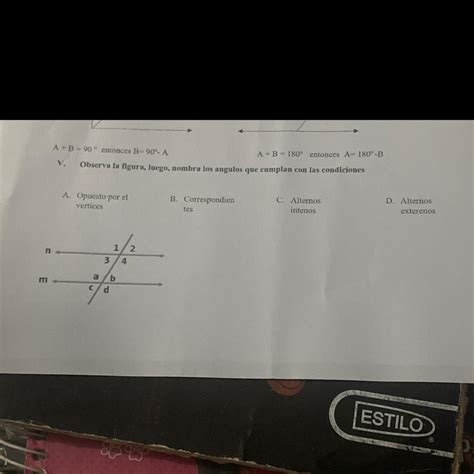 A + B = 90 ° entonces B= 90°- A
A + B = 180° entonces A= 180°-B
V. Observa la figura, luego, nombra los angulos que cumplan con las condiciones
A. Opuesto por el
vertices
B. Correspondien
tes
C. Alternos
intenos
D. Alternos
exterenos
1 2
n
3 4
a b
m
c d
ESTILO